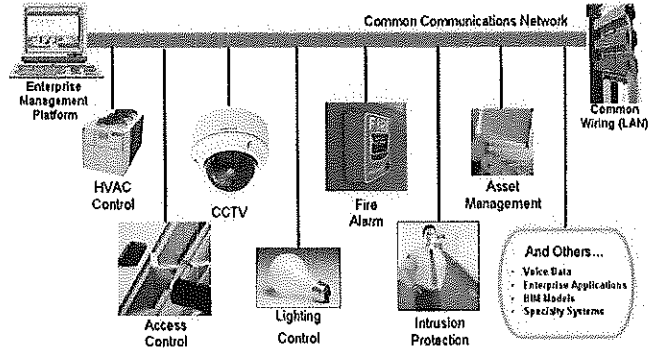 Common Communications Network
Enterprise
Management
Platform
Common
Wiring (LAN)
HVAC
Control
CCTV
Fire
Alarm
Asset
Management
Access
Control
Lighting
Control
Intrusion
Protection
And Others...
• Voice Data
• Enterprise Applications
• BIM Models
• Specialty Systems